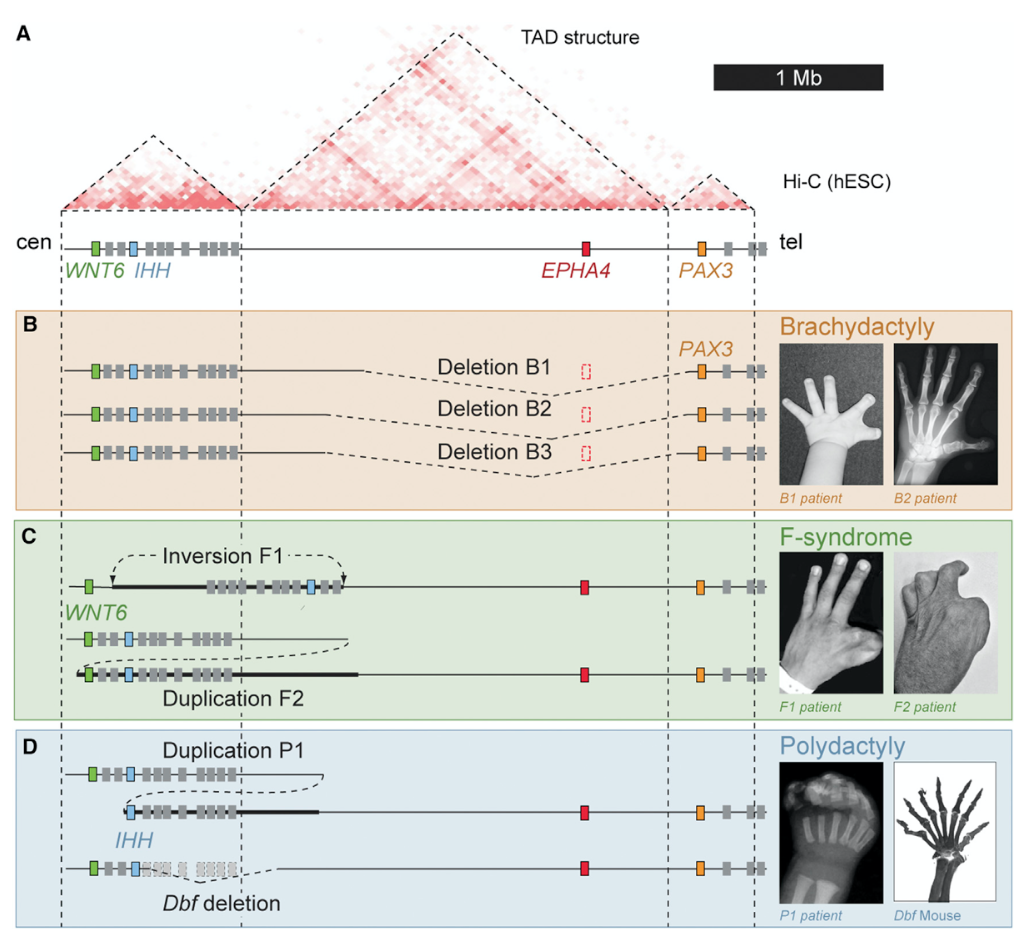 A
TAD structure
1 Mb
Hi-C (hESC)
cen
tel
WNT6 IHH
EPHA4
PAX3
B
Brachydactyly
PAX3
Deletion B1
Deletion B2
Deletion B3
B1 patient
B2 patient
C
F-syndrome
Inversion F1
WNT6
Duplication F2
F1 patient
F2 patient
D
Duplication P1
Polydactyly
IHH
Dbf deletion
P1 patient
Dbf Mouse